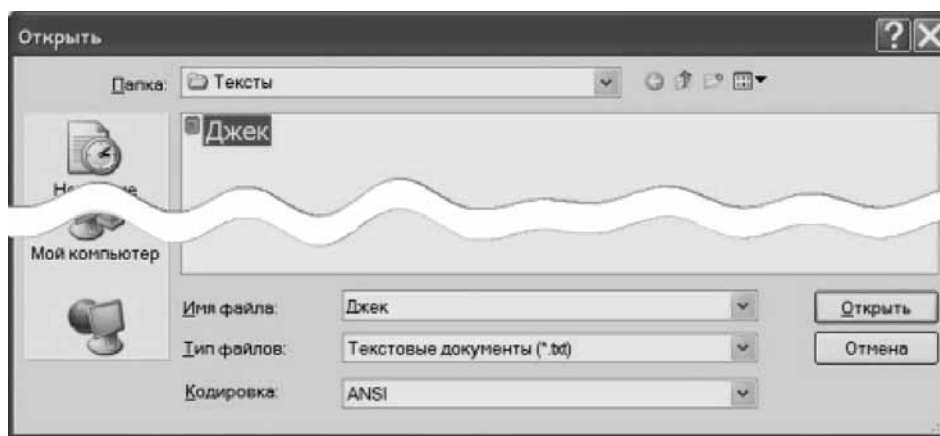 Открыть
Папка: Тексты
Джек
Мой компьютер
Имя файла: Джек
Открыть
Тип файлов: Текстовые документы (*.txt)
Отмена
Кодировка: ANSI